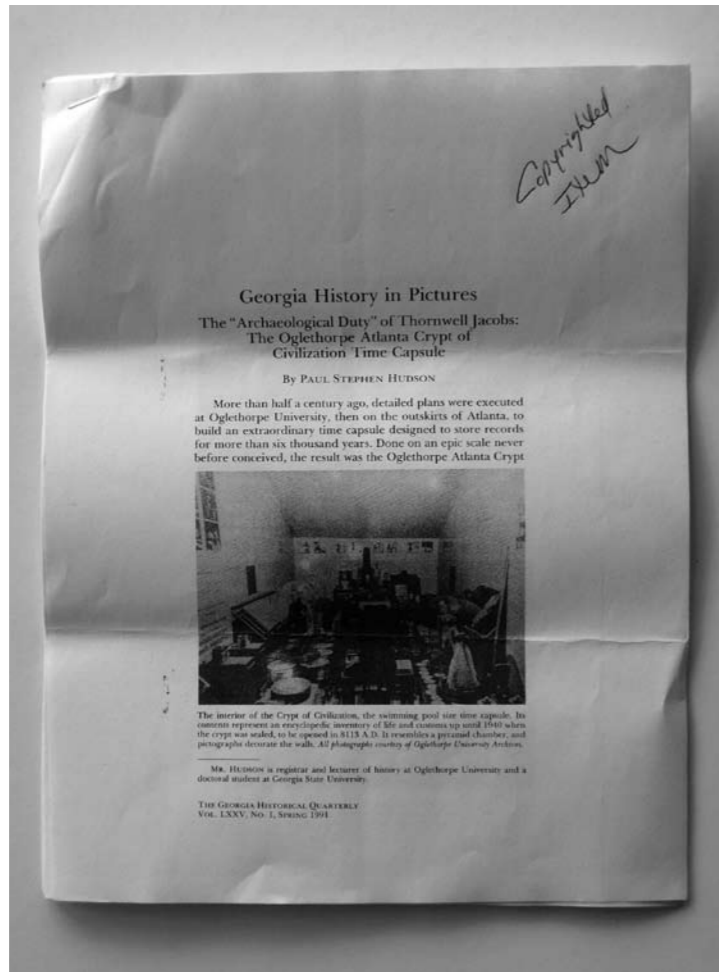 Copyrighted
Item
Georgia History in Pictures
The "Archaeological Duty" of Thornwell Jacobs:
The Oglethorpe Atlanta Crypt of
Civilization Time Capsule
By Paul Stephen Hudson
More than half a century ago, detailed plans were executed
at Oglethorpe University, then on the outskirts of Atlanta, to
build an extraordinary time capsule designed to store records
for more than six thousand years. Done on an epic scale never
before conceived, the result was the Oglethorpe Atlanta Crypt
The interior of the Crypt of Civilization, the swimming pool size time capsule. Its
contents represent an encyclopedic inventory of life and customs up until 1940 when
the crypt was sealed, to be opened in 8113 A.D. It resembles a pyramid chamber, and
pictographs decorate the walls. All photographs courtesy of Oglethorpe University Archives.
Mr. Hudson is registrar and lecturer of history at Oglethorpe University and a
doctoral student at Georgia State University.
The Georgia Historical Quarterly
Vol. LXXV, No. 1, Spring 1991